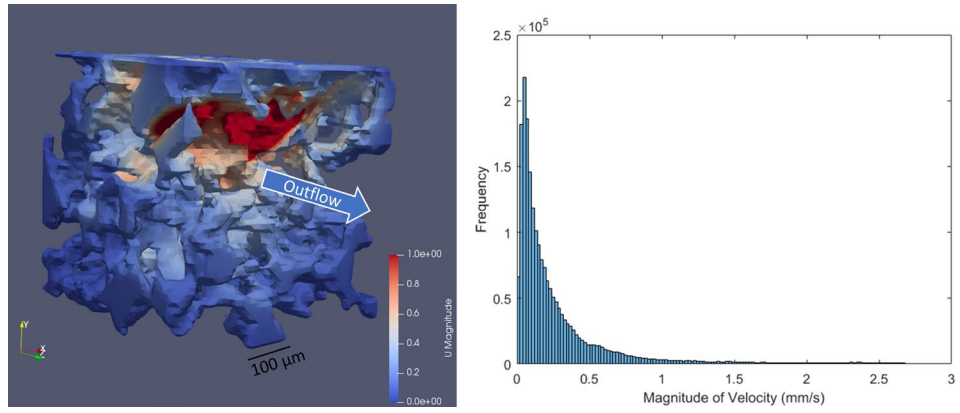 Outflow
1.0e+00
0.8
0.6
0.4
0.2
0.0e+00
U Magnitude
100 µm
Y
X
Z
×10⁵
2.5
2
1.5
1
0.5
0
Frequency
0 0.5 1 1.5 2 2.5 3
Magnitude of Velocity (mm/s)